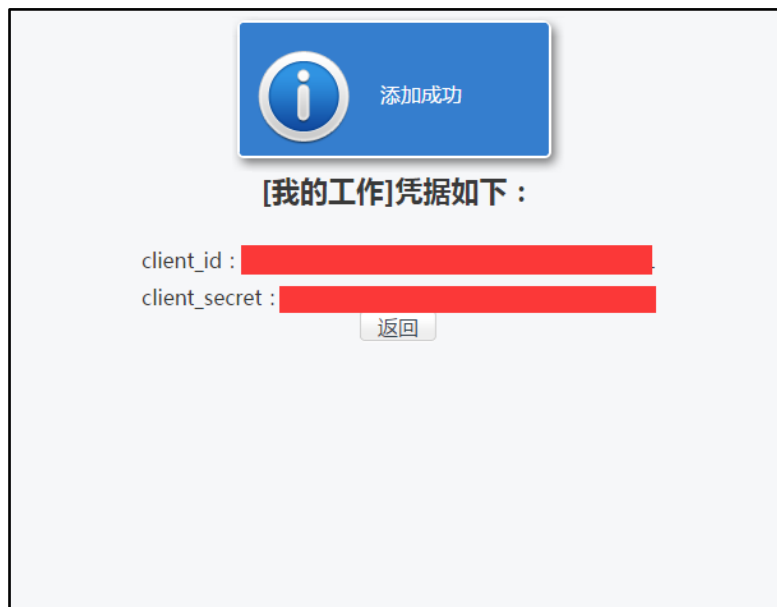 添加成功
[我的工作]凭据如下：
client_id：
client_secret：
返回